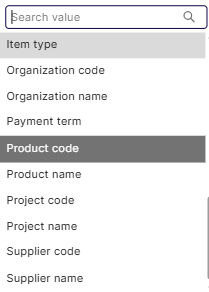 Search value
Item type
Organization code
Organization name
Payment term
Product code
Product name
Project code
Project name
Supplier code
Supplier name